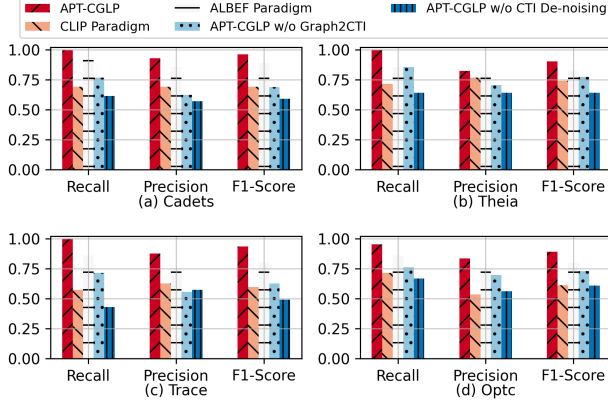 APT-CGLP
ALBEF Paradigm
APT-CGLP w/o CTI De-noising
CLIP Paradigm
APT-CGLP w/o Graph2CTI
1.00
0.75
0.50
0.25
0.00
Recall Precision F1-Score
(a) Cadets
1.00
0.75
0.50
0.25
0.00
Recall Precision F1-Score
(b) Theia
1.00
0.75
0.50
0.25
0.00
Recall Precision F1-Score
(c) Trace
1.00
0.75
0.50
0.25
0.00
Recall Precision F1-Score
(d) Optc